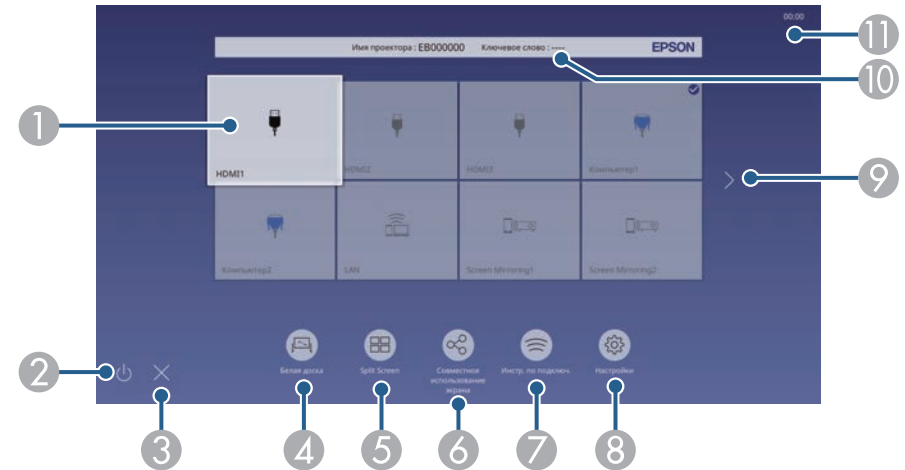 00:00
Имя проектора : EB000000 Ключевое слово : ---- EPSON
HDMI1 HDMI2 HDMI3 Компьютер1
Компьютер2 LAN Screen Mirroring1 Screen Mirroring2
Белая доска Split Screen Совместное Инстр. по подключ. Настройки
использование
экрана
1
2
3
4
5
6
7
8
9
10
11